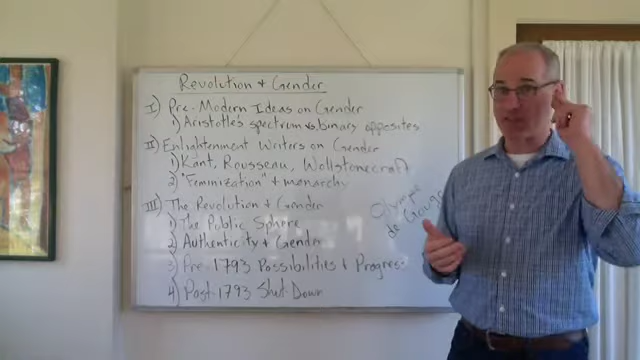 Revolution & Gender
I) Pre-Modern Ideas on Gender
1) Aristotle's spectrum vs binary opposites
II) Enlightenment Writers on Gender
1) Kant, Rousseau, Wollstonecraft
2) "Feminization" & monarchy
III) The Revolution & Gender
1) The Public Sphere
2) Authenticity & Gender
3) Pre-1793 Possibilities & Progress
4) Post-1793 Shut-Down
Olympe
de Gouges